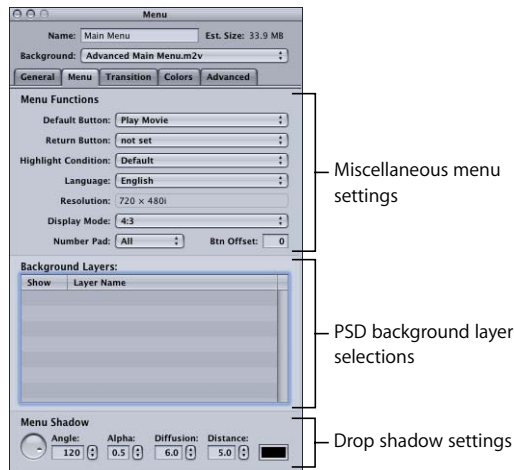 Menu
Name: Main Menu Est. Size: 33.9 MB
Background: Advanced Main Menu.m2v
General Menu Transition Colors Advanced
Menu Functions
Default Button: Play Movie
Return Button: not set
Highlight Condition: Default
Language: English
Resolution: 720 × 480i
Display Mode: 4:3
Number Pad: All Btn Offset: 0
Miscellaneous menu
settings
Background Layers:
Show Layer Name
PSD background layer
selections
Menu Shadow
Angle: Alpha: Diffusion: Distance:
120 0.5 6.0 5.0
Drop shadow settings